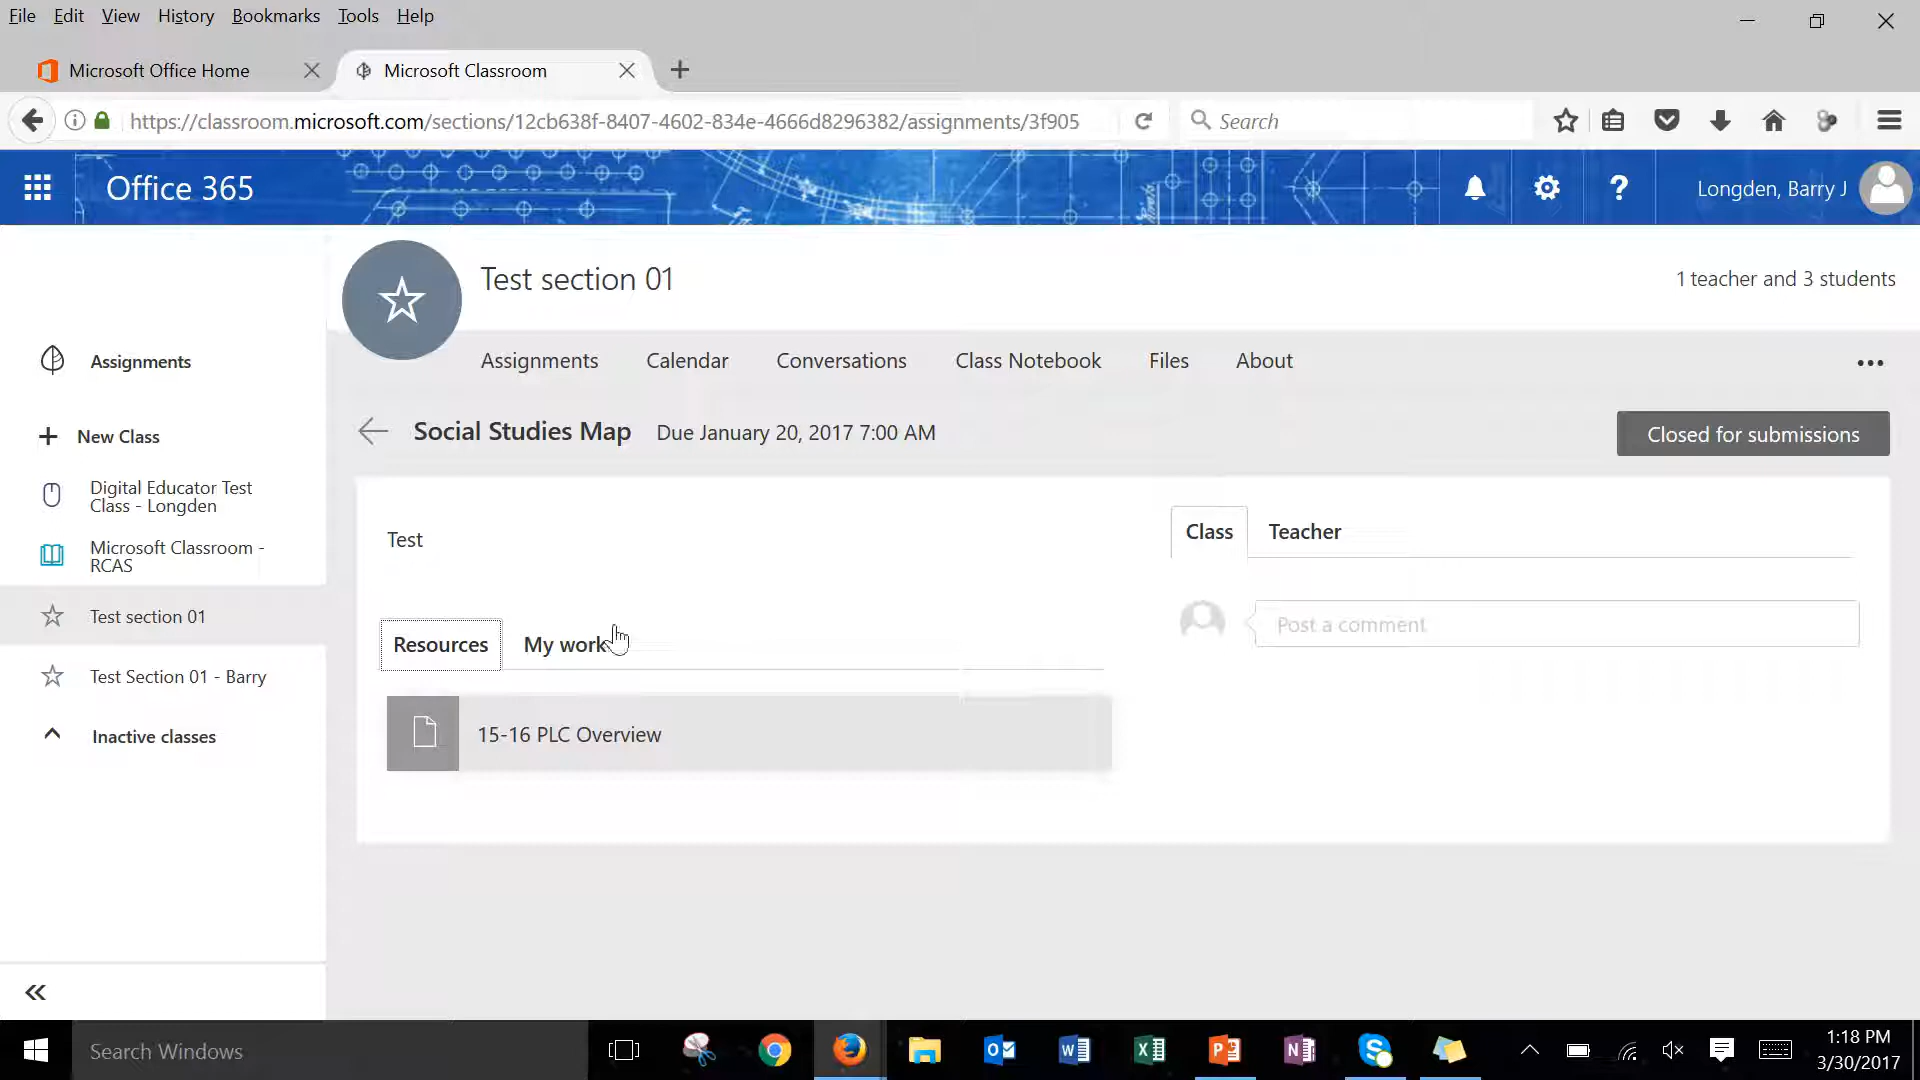 File Edit View History Bookmarks Tools Help
Microsoft Office Home
Microsoft Classroom
https://classroom.microsoft.com/sections/12cb638f-8407-4602-834e-4666d8296382/assignments/3f905
Search
Office 365
Longden, Barry J
Test section 01
1 teacher and 3 students
Assignments
Assignments Calendar Conversations Class Notebook Files About
New Class
Social Studies Map Due January 20, 2017 7:00 AM
Closed for submissions
Digital Educator Test
Class - Longden
Microsoft Classroom -
RCAS
Test section 01
Test Section 01 - Barry
Inactive classes
Test
Class Teacher
Post a comment
Resources My work
15-16 PLC Overview
Search Windows
1:18 PM
3/30/2017